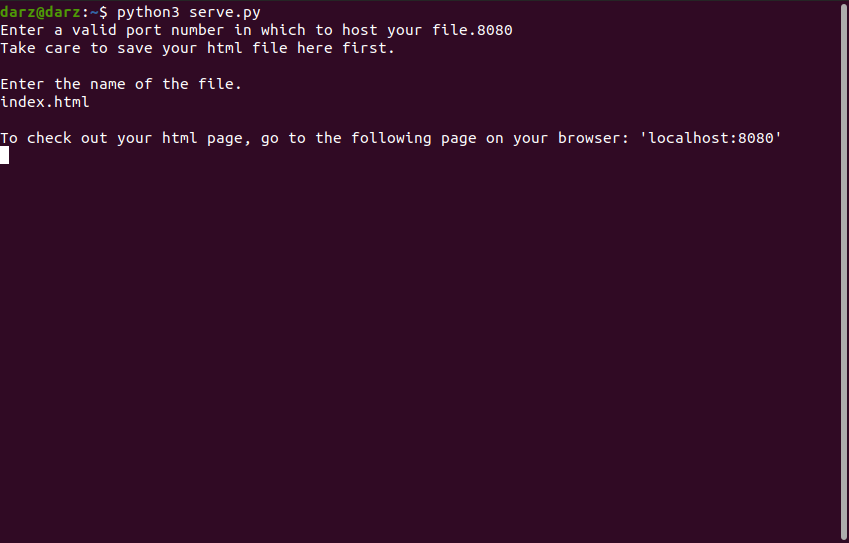 darz@darz:~$ python3 serve.py
Enter a valid port number in which to host your file.8080
Take care to save your html file here first.
Enter the name of the file.
index.html
To check out your html page, go to the following page on your browser: 'localhost:8080'